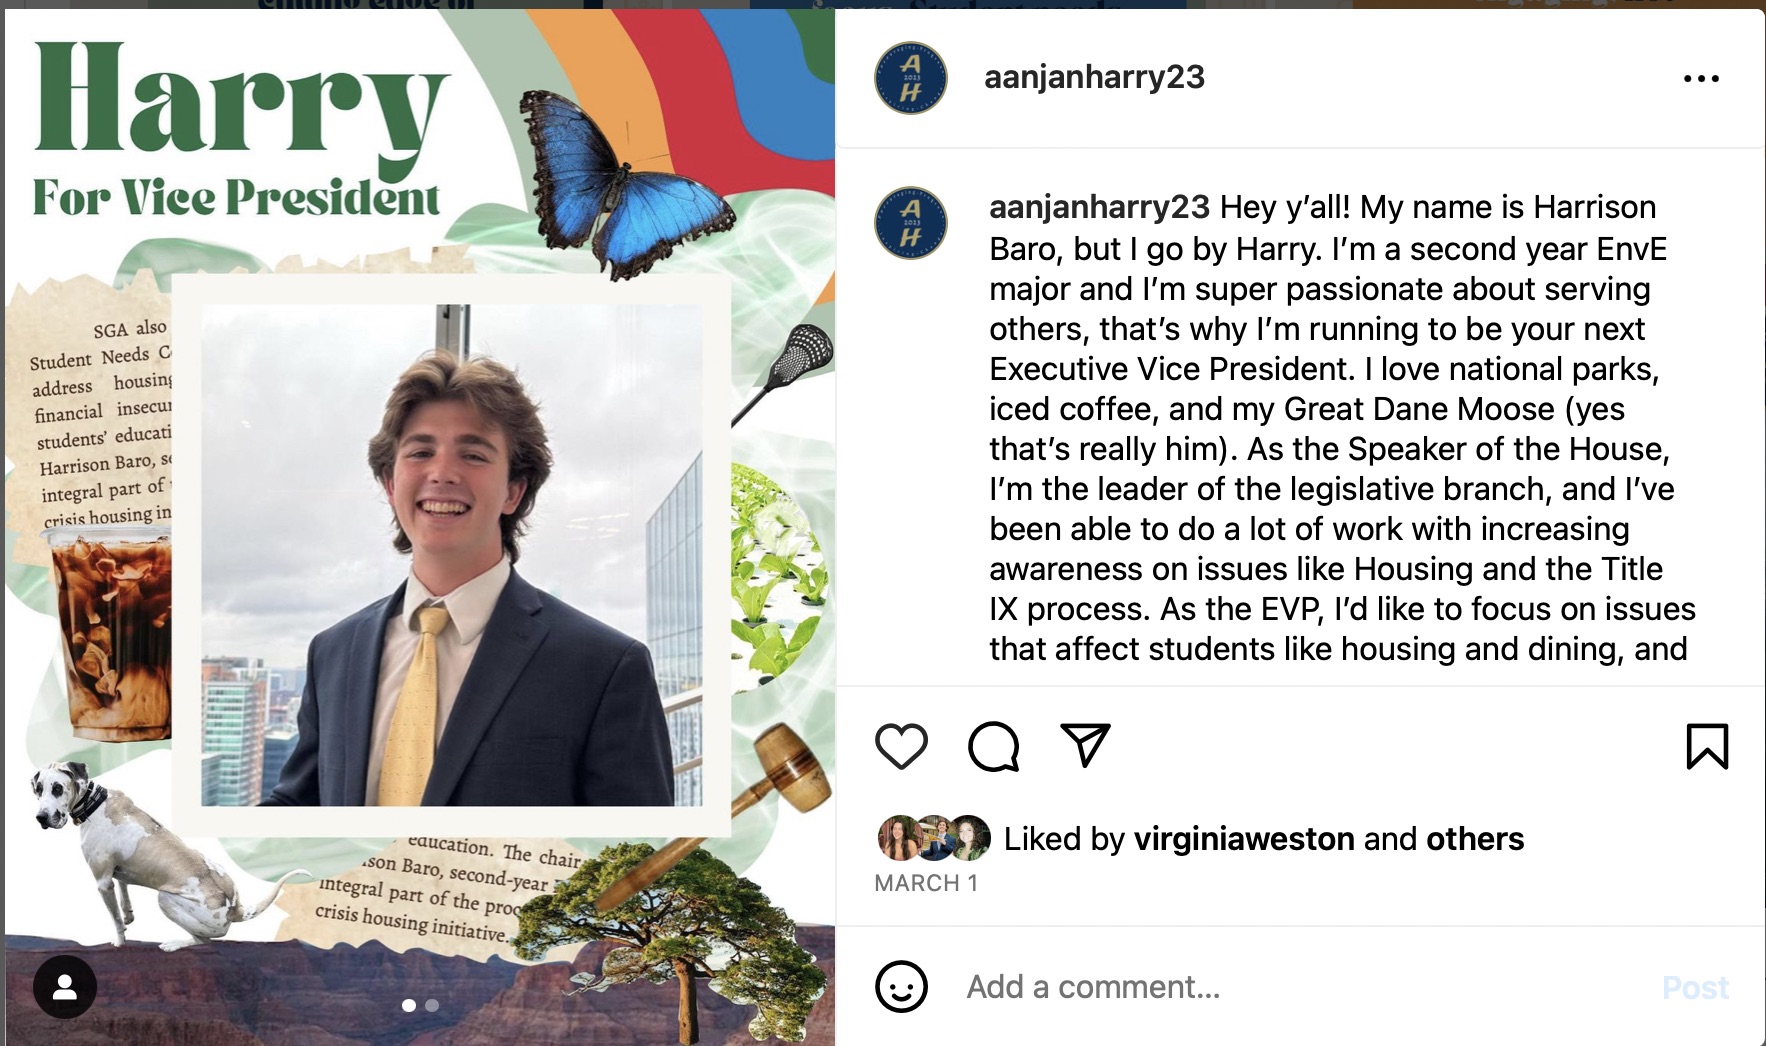 Harry
For Vice President
SGA also
Student Needs
address housing
financial
students'
Harrison Baro,
integral part of
crisis housing in
education. The chair
son Baro, second-year
integral part of the
crisis housing initiative.
A
2023
H
aanjanharry23
A
2023
H
aanjanharry23 Hey y’all! My name is Harrison
Baro, but I go by Harry. I’m a second year EnvE
major and I’m super passionate about serving
others, that’s why I’m running to be your next
Executive Vice President. I love national parks,
iced coffee, and my Great Dane Moose (yes
that’s really him). As the Speaker of the House,
I’m the leader of the legislative branch, and I’ve
been able to do a lot of work with increasing
awareness on issues like Housing and the Title
IX process. As the EVP, I’d like to focus on issues
that affect students like housing and dining, and
Liked by virginiaweston and others
MARCH 1
Add a comment...
Post